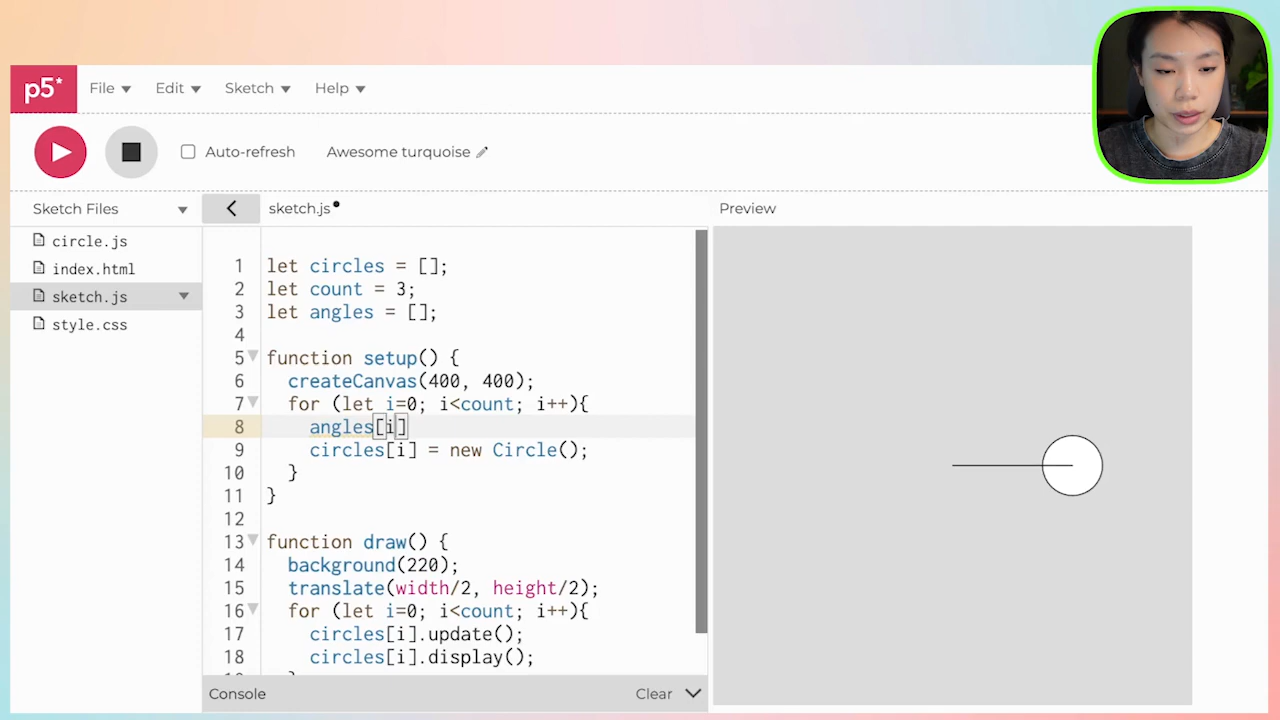 p5*
File
Edit
Sketch
Help
Auto-refresh
Awesome turquoise
Sketch Files
sketch.js
Preview
circle.js
index.html
sketch.js
style.css
1 let circles = [];
2 let count = 3;
3 let angles = [];
4
5 function setup() {
6 createCanvas(400, 400);
7 for (let i=0; i<count; i++){
8 angles[i]
9 circles[i] = new Circle();
10 }
11 }
12
13 function draw() {
14 background(220);
15 translate(width/2, height/2);
16 for (let i=0; i<count; i++){
17 circles[i].update();
18 circles[i].display();
Console
Clear